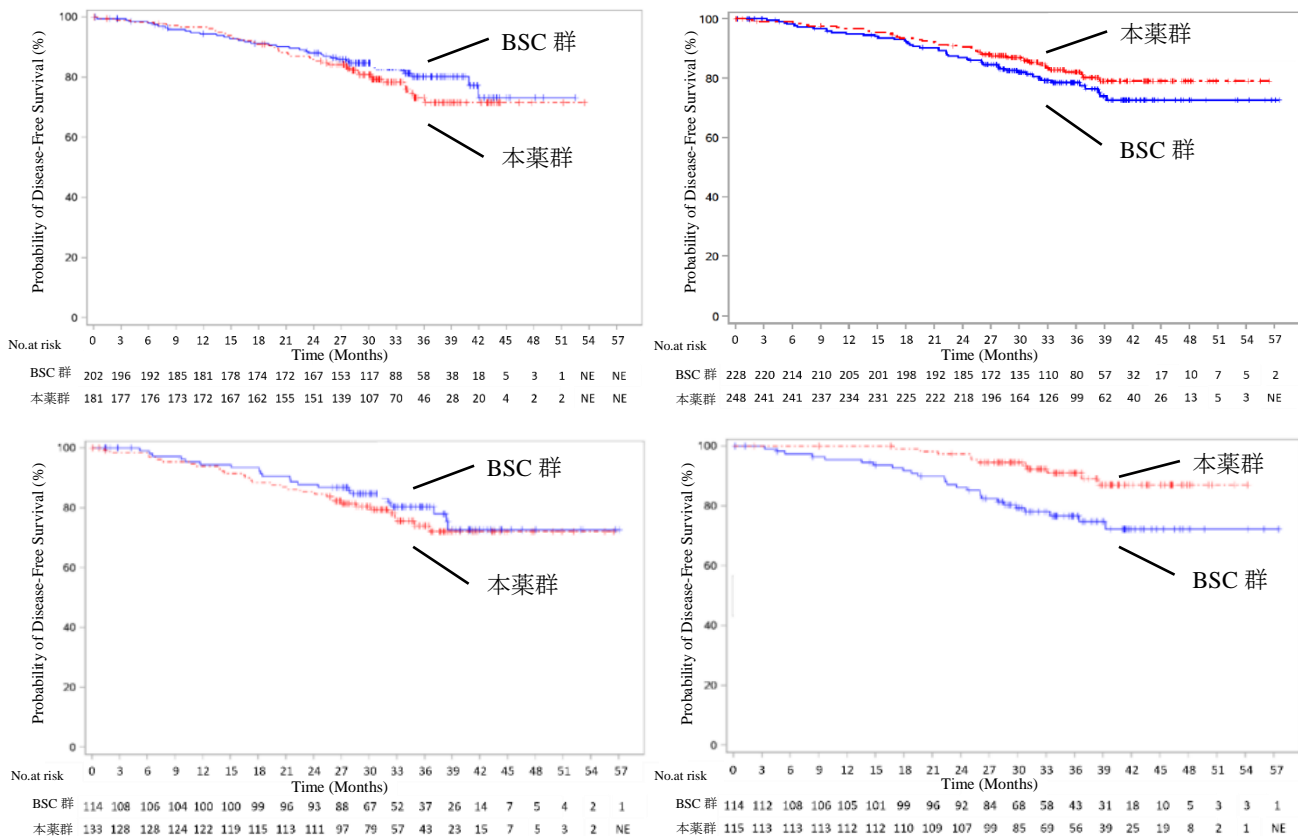 Probability of Disease-Free Survival (%)
100
80
60
40
20
0
BSC 群
本薬群
No.at risk
0 3 6 9 12 15 18 21 24 27 30 33 36 39 42 45 48 51 54 57
Time (Months)
BSC 群 202 196 192 185 181 178 174 172 167 153 117 88 58 38 18 5 3 1 NE NE
本薬群 181 177 176 173 172 167 162 155 151 139 107 70 46 28 20 4 2 2 NE NE
Probability of Disease-Free Survival (%)
100
80
60
40
20
0
本薬群
BSC 群
No.at risk
0 3 6 9 12 15 18 21 24 27 30 33 36 39 42 45 48 51 54 57
Time (Months)
BSC 群 228 220 214 210 205 201 198 192 185 172 135 110 80 57 32 17 10 7 5 2
本薬群 248 241 241 237 234 231 225 222 218 196 164 126 99 62 40 26 13 5 3 NE
Probability of Disease-Free Survival (%)
100
80
60
40
20
0
BSC 群
本薬群
No.at risk
0 3 6 9 12 15 18 21 24 27 30 33 36 39 42 45 48 51 54 57
Time (Months)
BSC 群 114 108 106 104 100 100 99 96 93 88 67 52 37 26 14 7 5 4 2 1
本薬群 133 128 128 124 122 119 115 113 111 97 79 57 43 23 15 7 5 3 2 NE
Probability of Disease-Free Survival (%)
100
80
60
40
20
0
本薬群
BSC 群
No.at risk
0 3 6 9 12 15 18 21 24 27 30 33 36 39 42 45 48 51 54 57
Time (Months)
BSC 群 114 112 108 106 105 101 99 96 92 84 68 58 43 31 18 10 5 3 3 1
本薬群 115 113 113 113 112 112 110 109 107 99 85 69 56 39 25 19 8 2 1 NE